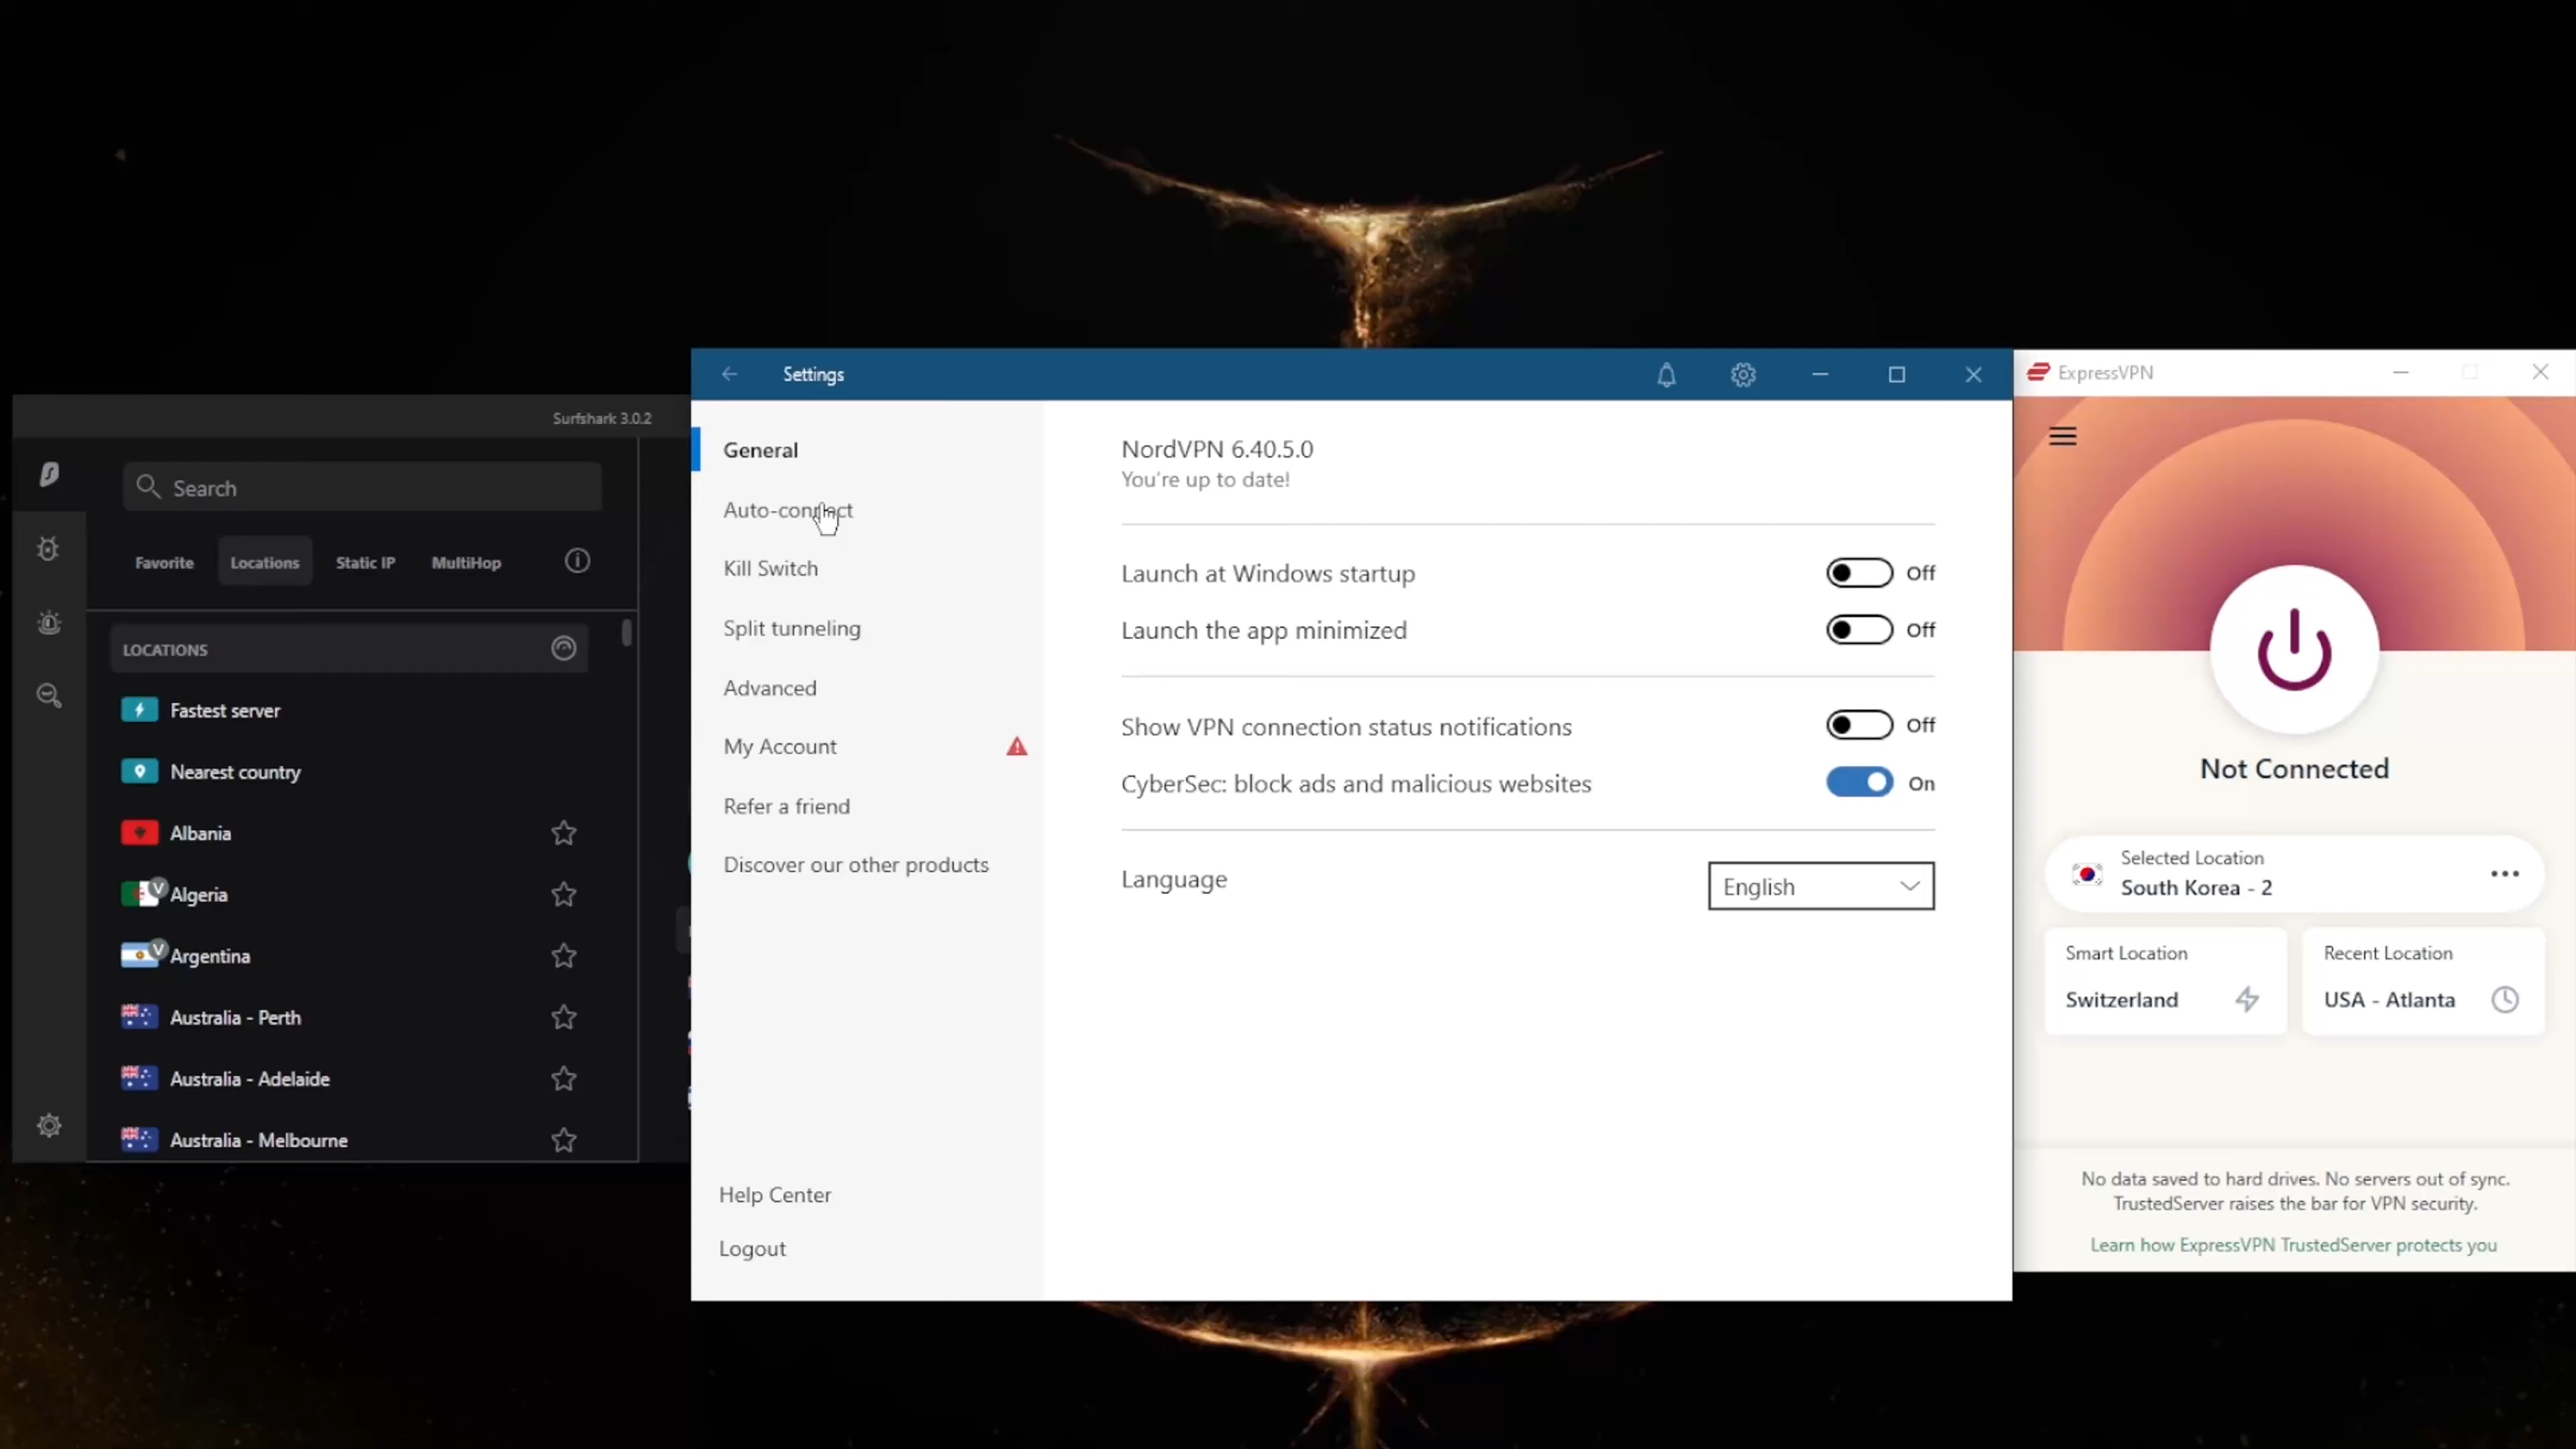 Surfshark 3.0.2
Search
Favorite
Locations
Static IP
MultiHop
LOCATIONS
Fastest server
Nearest country
Albania
V
Algeria
V
Argentina
Australia - Perth
Australia - Adelaide
Australia - Melbourne
Settings
General
Auto-connect
Kill Switch
Split tunneling
Advanced
My Account
Refer a friend
Discover our other products
Help Center
Logout
NordVPN 6.40.5.0
You're up to date!
Launch at Windows startup
Off
Launch the app minimized
Off
Show VPN connection status notifications
Off
CyberSec: block ads and malicious websites
On
Language
English
ExpressVPN
Not Connected
Selected Location
South Korea - 2
Smart Location
Switzerland
Recent Location
USA - Atlanta
No data saved to hard drives. No servers out of sync.
TrustedServer raises the bar for VPN security.
Learn how ExpressVPN TrustedServer protects you